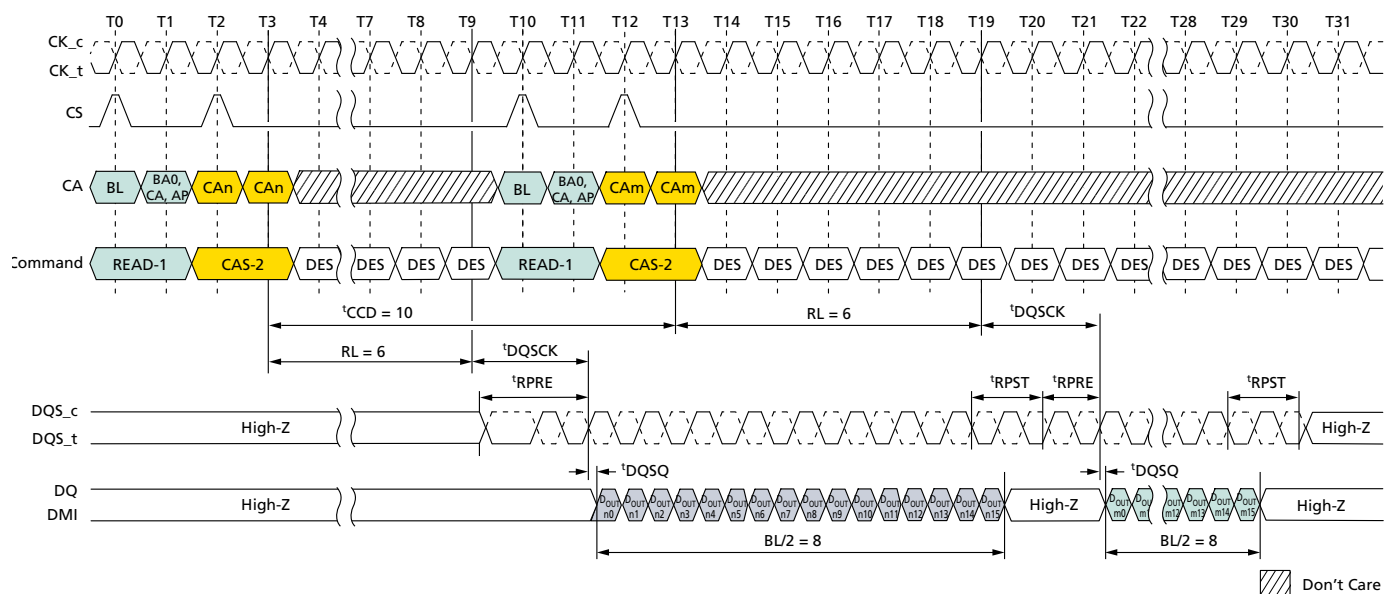 T0 T1 T2 T3 T4 T7 T8 T9 T10 T11 T12 T13 T14 T15 T16 T17 T18 T19 T20 T21 T22 T28 T29 T30 T31
CK_c
CK_t
CS
CA
BL
BA0, CA, AP
CAn
CAn
BL
BA0, CA, AP
CAm
CAm
Command
READ-1 CAS-2 DES DES DES DES READ-1 CAS-2 DES DES DES DES DES DES DES DES DES DES DES DES DES
tCCD = 10
RL = 6
tDQSCK
RL = 6
tDQSCK
tRPRE
tRPST
tRPRE
tRPST
DQS_c
DQS_t
High-Z
High-Z
tDQSQ
tDQSQ
DQ
DMI
High-Z
DOUT n0
DOUT n1
DOUT n2
DOUT n3
DOUT n4
DOUT n5
DOUT n6
DOUT n7
DOUT n8
DOUT n9
DOUT n10
DOUT n11
DOUT n12
DOUT n13
DOUT n14
DOUT n15
High-Z
DOUT m0
DOUT m12
DOUT m13
DOUT m14
DOUT m15
High-Z
BL/2 = 8
BL/2 = 8
Don't Care